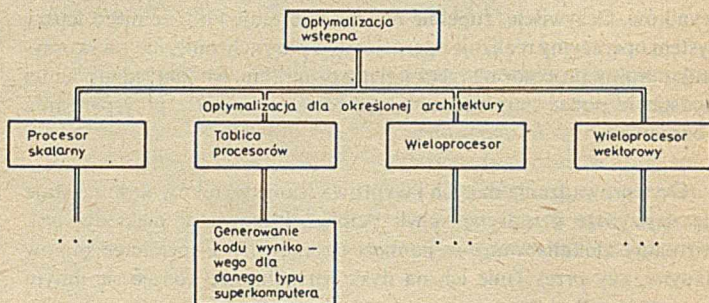 Optymalizacja
wstępna
Optymalizacja dla określonej architektury
Procesor
skalarny
Tablica
procesorów
Wieloprocesor
Wieloprocesor
wektorowy
. . .
Generowanie
kodu wyniko –
wego dla
danego typu
superkomputera
. . .
. . .